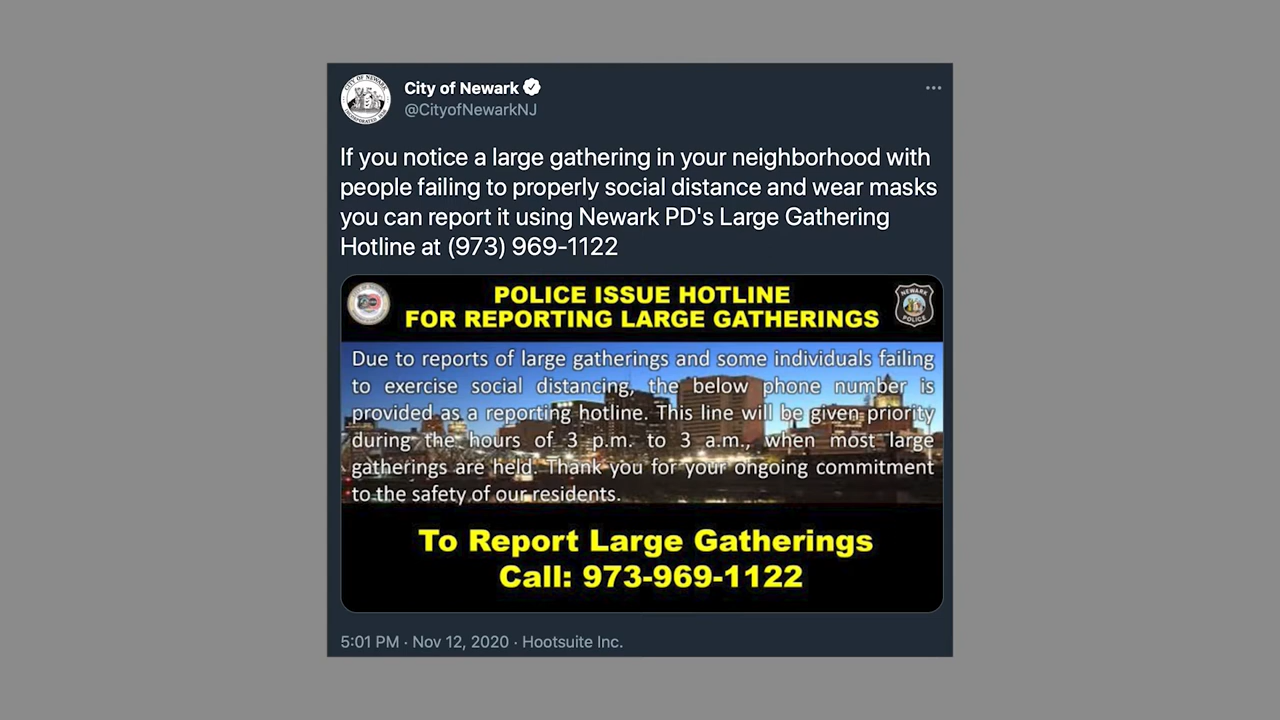 City of Newark
@CityofNewarkNJ
If you notice a large gathering in your neighborhood with
people failing to properly social distance and wear masks
you can report it using Newark PD's Large Gathering
Hotline at (973) 969-1122
POLICE ISSUE HOTLINE
FOR REPORTING LARGE GATHERINGS
NEWARK
POLICE
Due to reports of large gatherings and some individuals failing
to exercise social distancing, the below phone number is
provided as a reporting hotline. This line will be given priority
during the hours of 3 p.m. to 3 a.m., when most large
gatherings are held. Thank you for your ongoing commitment
to the safety of our residents.
To Report Large Gatherings
Call: 973-969-1122
5:01 PM · Nov 12, 2020 · Hootsuite Inc.